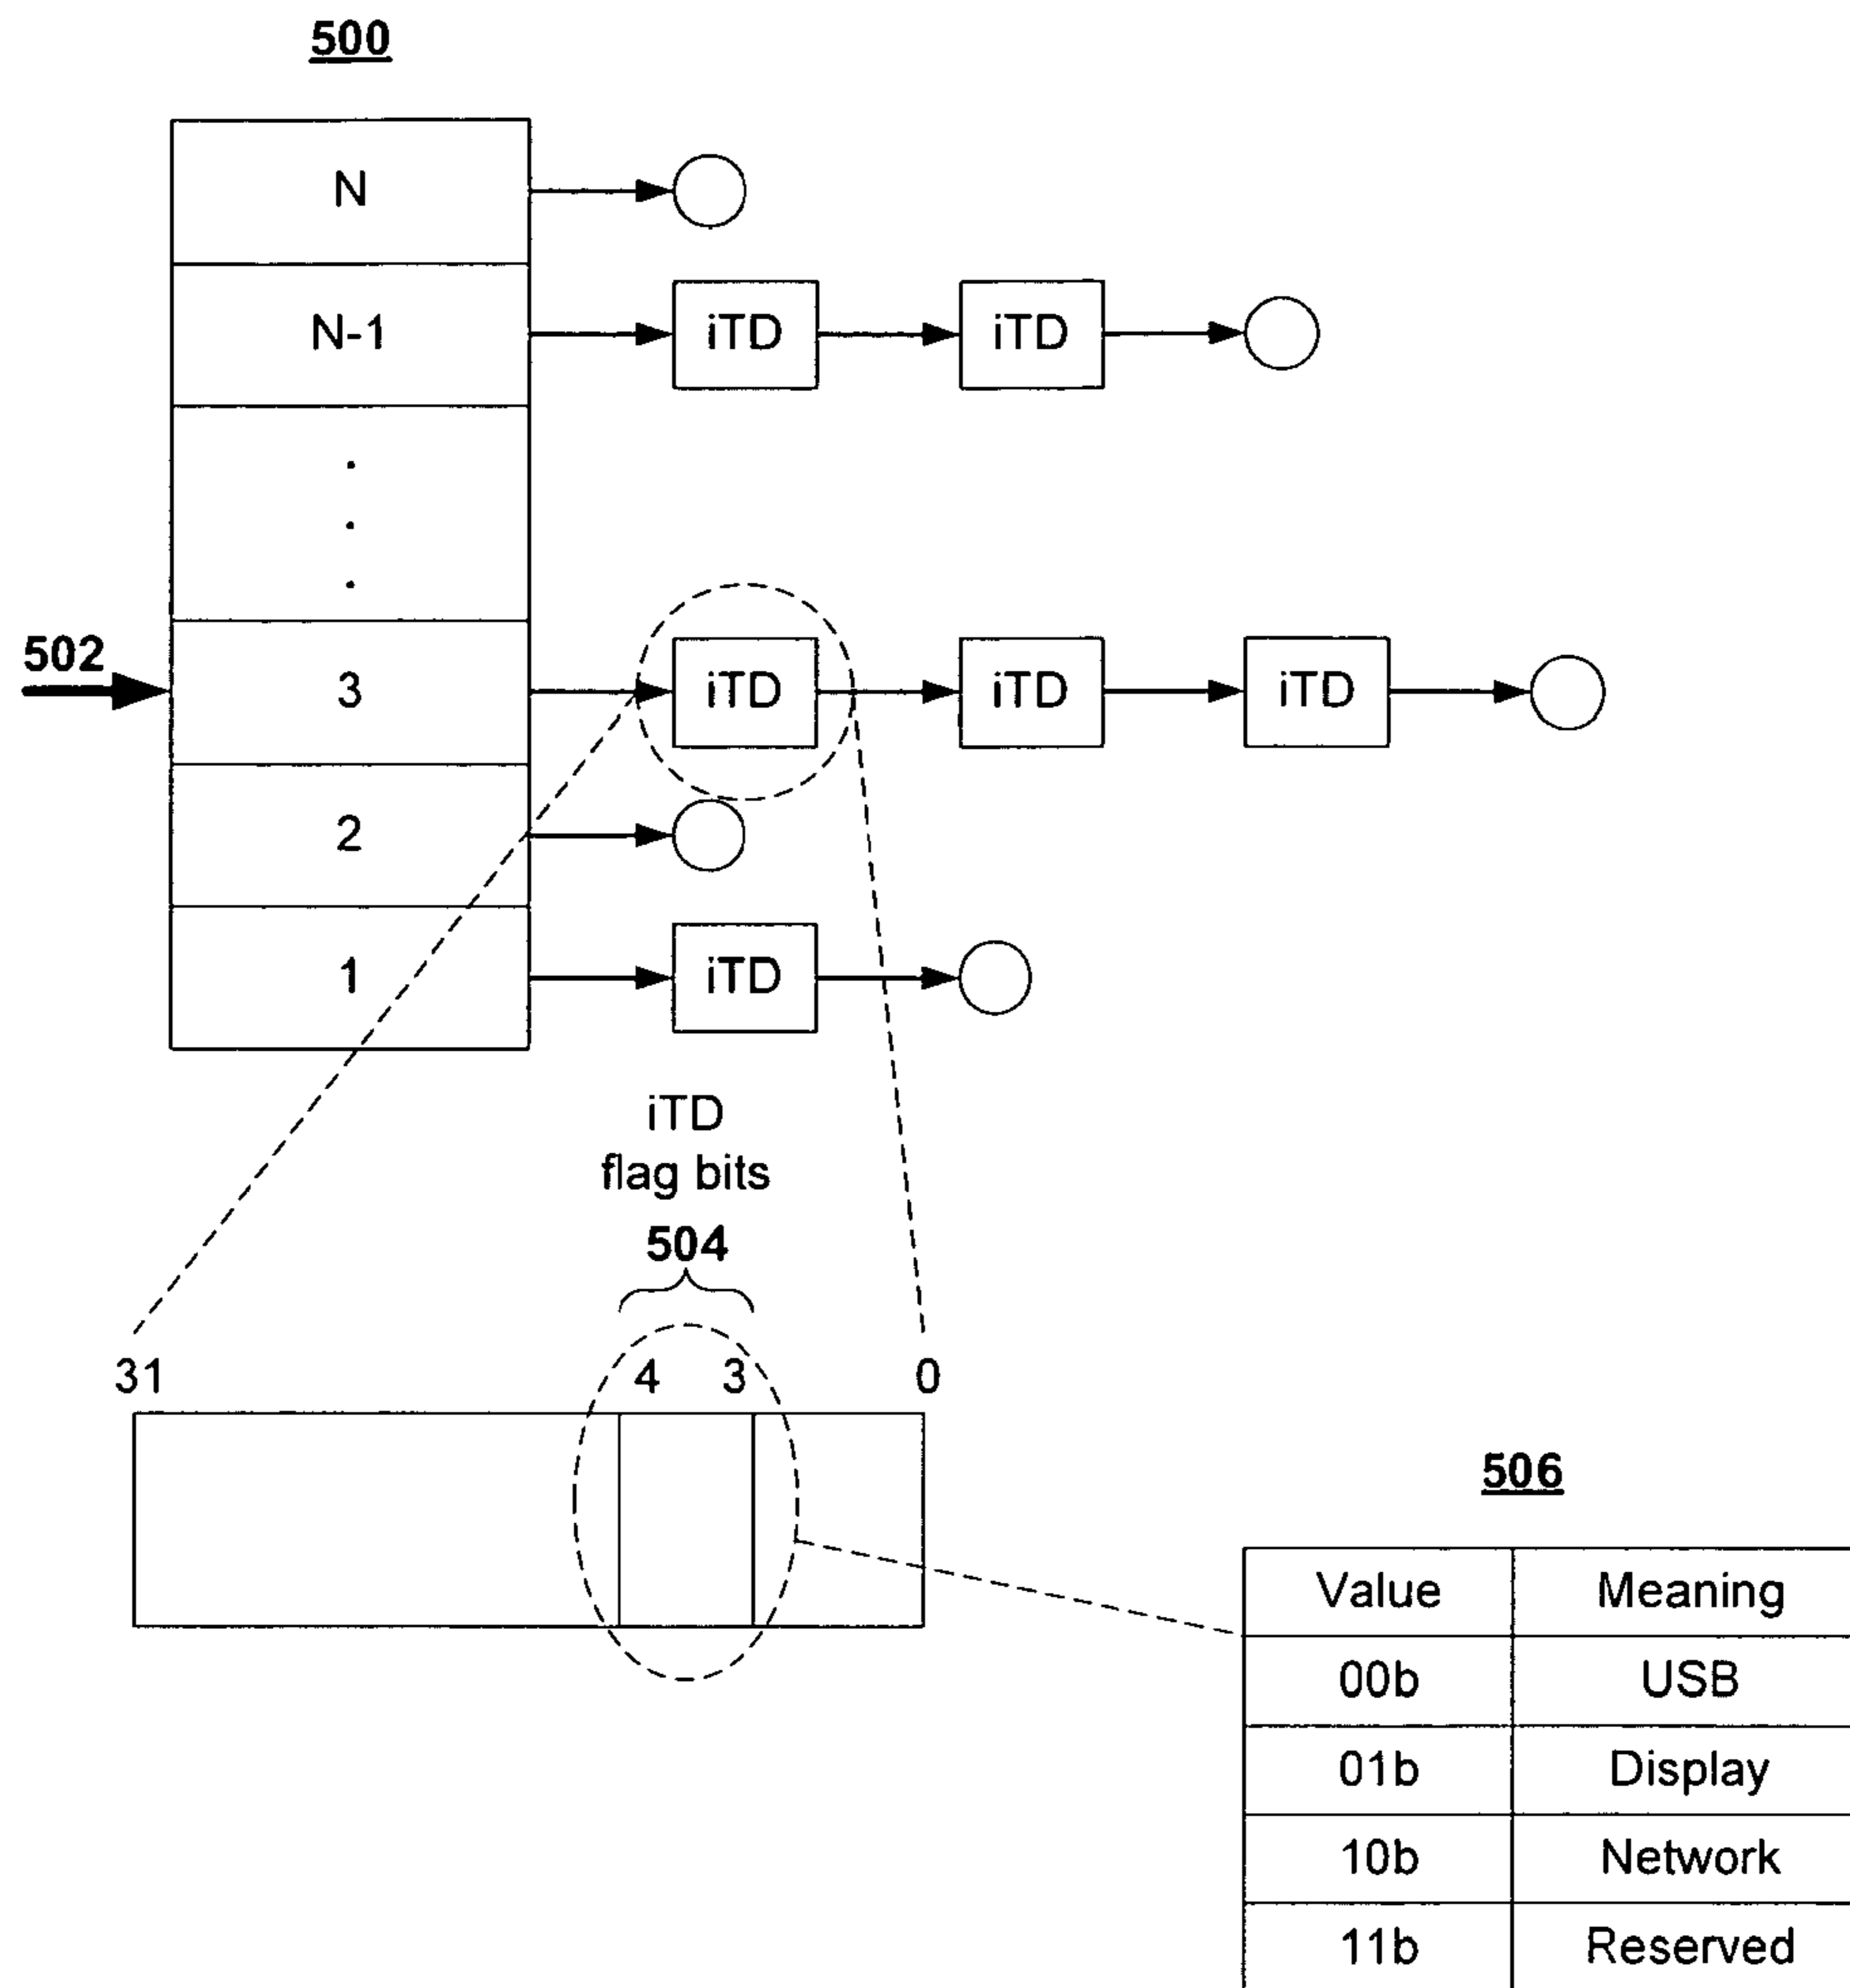 500
N
N-1
iTD
iTD
.
.
.
502
3
iTD
iTD
iTD
2
1
iTD
iTD
flag bits
504
31
4
3
0
506
Value Meaning
00b USB
01b Display
10b Network
11b Reserved